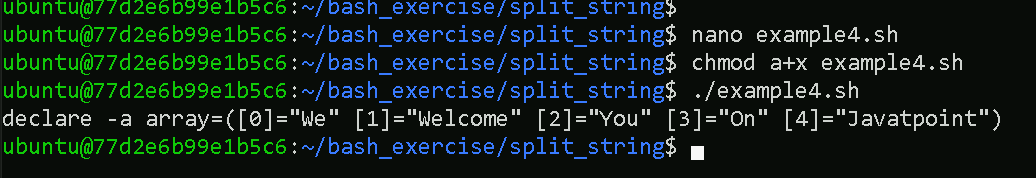 ubuntu@77d2e6b99e1b5c6:~/bash_exercise/split_string$
ubuntu@77d2e6b99e1b5c6:~/bash_exercise/split_string$ nano example4.sh
ubuntu@77d2e6b99e1b5c6:~/bash_exercise/split_string$ chmod a+x example4.sh
ubuntu@77d2e6b99e1b5c6:~/bash_exercise/split_string$ ./example4.sh
declare -a array=([0]="We" [1]="Welcome" [2]="You" [3]="On" [4]="Javatpoint")
ubuntu@77d2e6b99e1b5c6:~/bash_exercise/split_string$